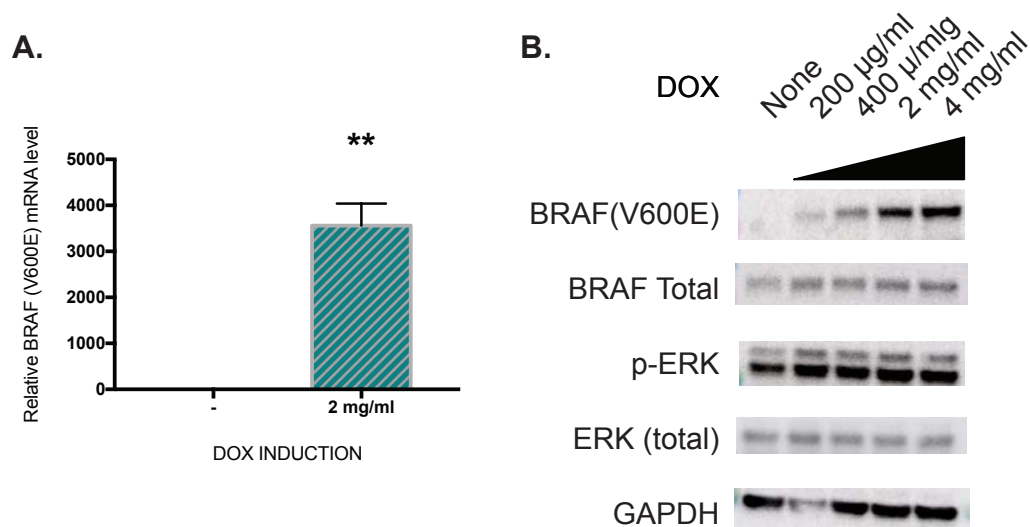 A.
Relative BRAF (V600E) mRNA level
**
5000
4000
3000
2000
1000
0
-
2 mg/ml
DOX INDUCTION
B.
DOX
None
200 µg/ml
400 µ/mlg
2 mg/ml
4 mg/ml
BRAF(V600E)
BRAF Total
p-ERK
ERK (total)
GAPDH